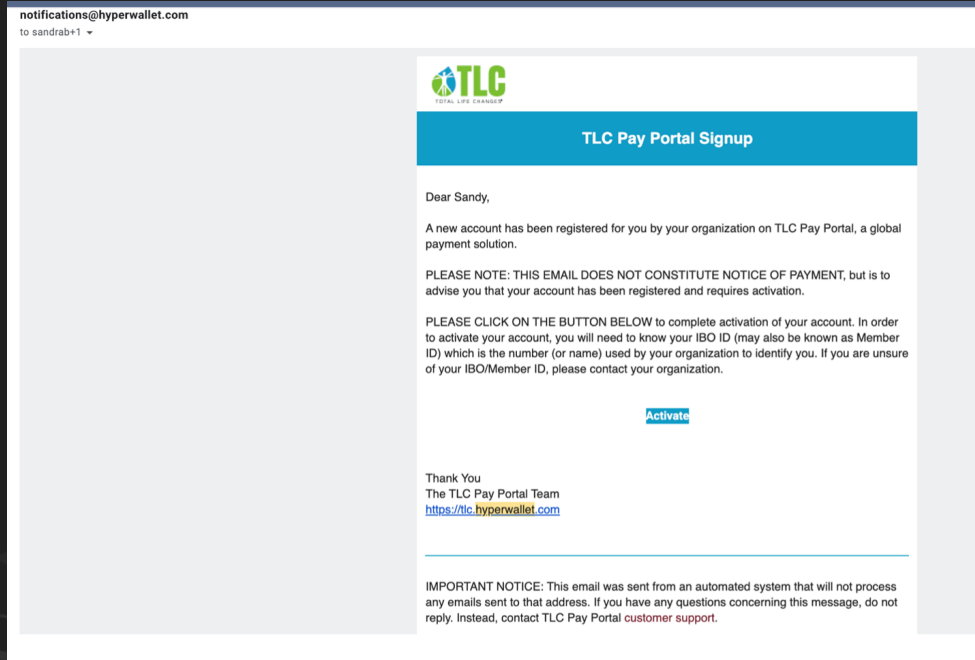 notifications@hyperwallet.com
to sandrab+1
TLC
TOTAL LIFE CHANGES
TLC Pay Portal Signup
Dear Sandy,
A new account has been registered for you by your organization on TLC Pay Portal, a global
payment solution.
PLEASE NOTE: THIS EMAIL DOES NOT CONSTITUTE NOTICE OF PAYMENT, but is to
advise you that your account has been registered and requires activation.
PLEASE CLICK ON THE BUTTON BELOW to complete activation of your account. In order
to activate your account, you will need to know your IBO ID (may also be known as Member
ID) which is the number (or name) used by your organization to identify you. If you are unsure
of your IBO/Member ID, please contact your organization.
Activate
Thank You
The TLC Pay Portal Team
https://tlc.hyperwallet.com
IMPORTANT NOTICE: This email was sent from an automated system that will not process
any emails sent to that address. If you have any questions concerning this message, do not
reply. Instead, contact TLC Pay Portal customer support.